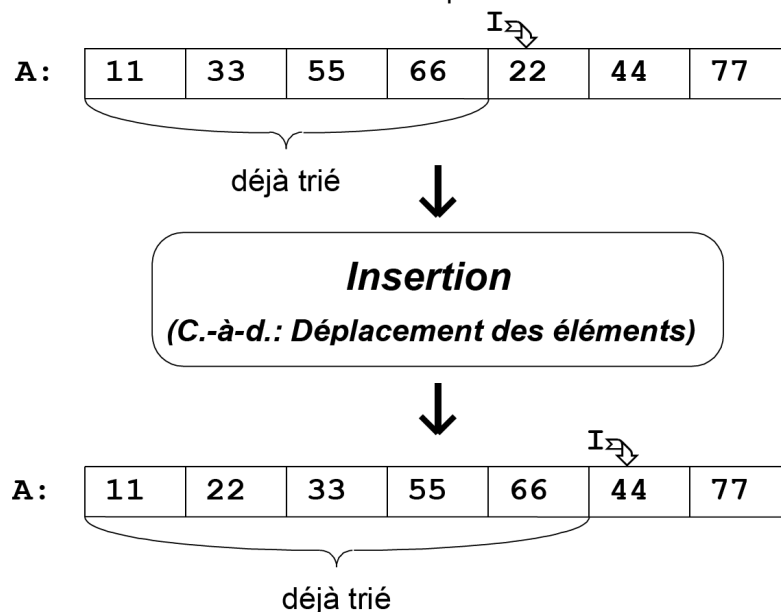 I
A: 11 33 55 66 22 44 77
déjà trié
Insertion
(C.-à-d.: Déplacement des éléments)
I
A: 11 22 33 55 66 44 77
déjà trié